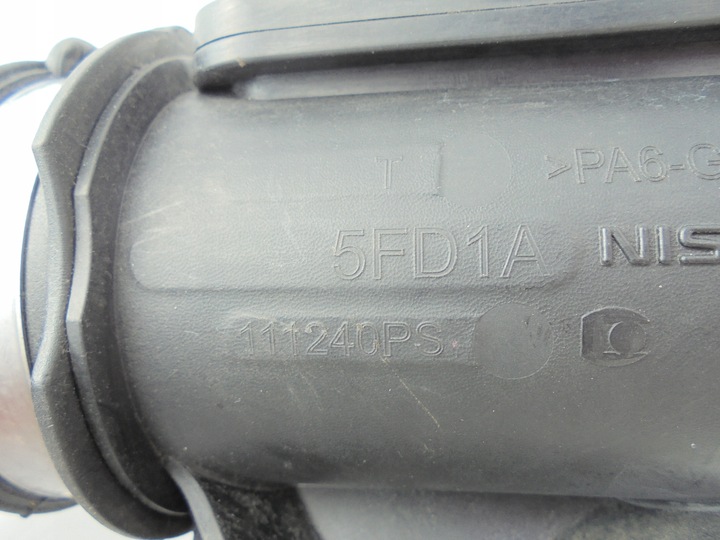 T
>PA6-G
5FD1A
NIS
111240PS